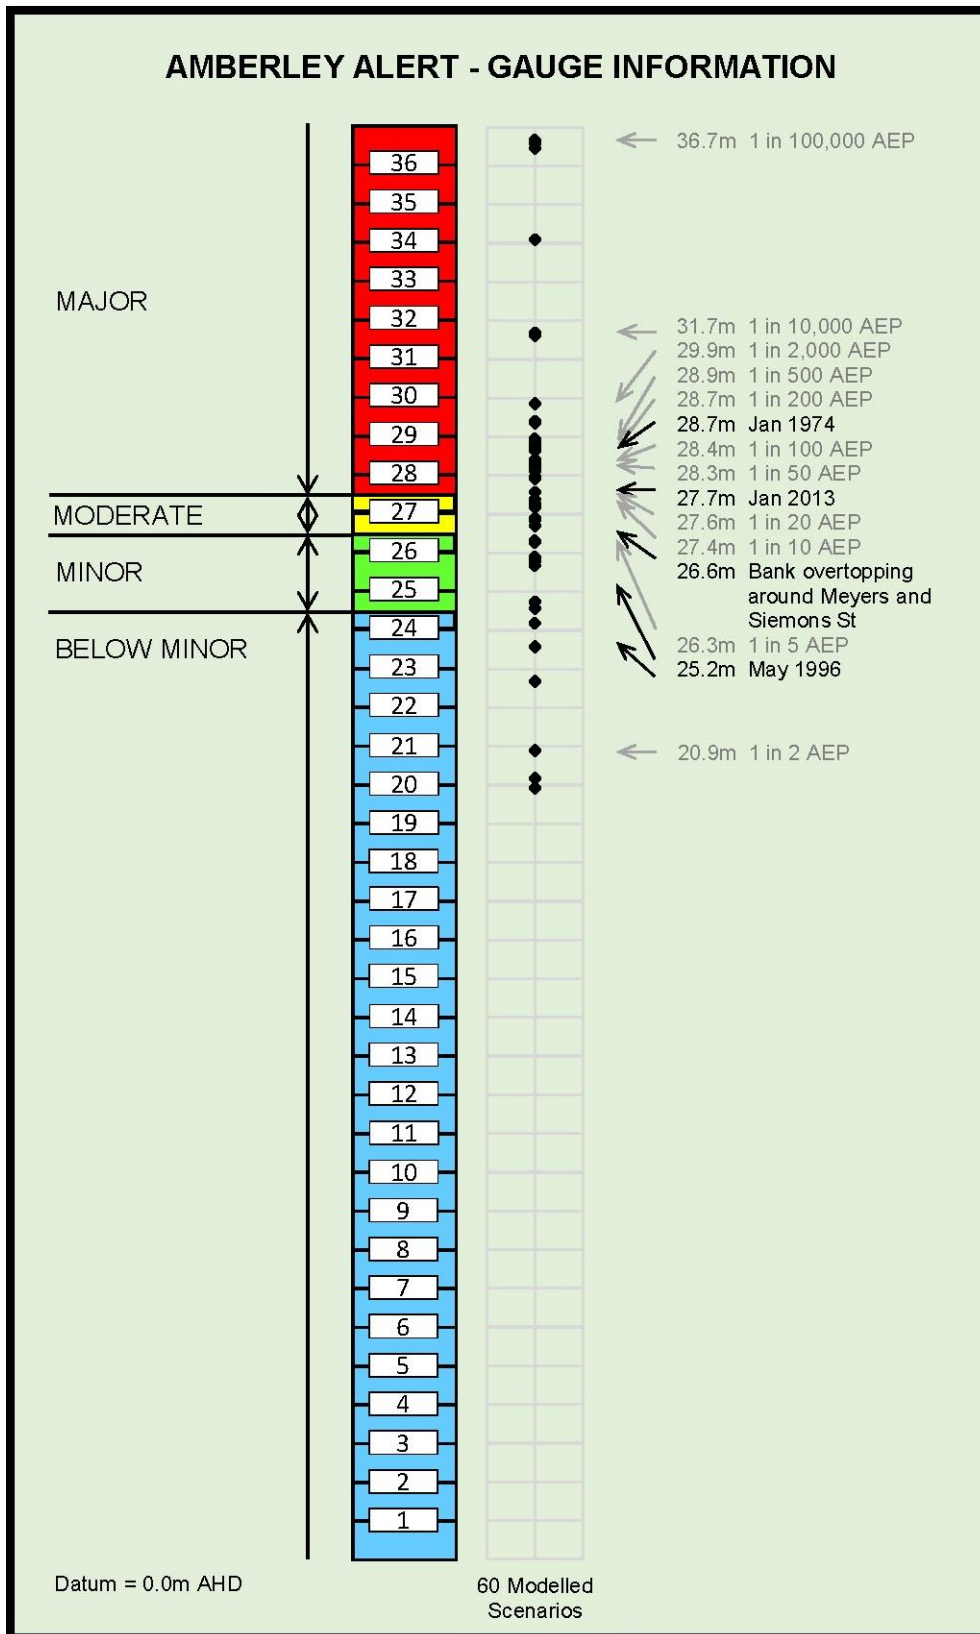 AMBERLEY ALERT - GAUGE INFORMATION
MAJOR
MODERATE
MINOR
BELOW MINOR
36
35
34
33
32
31
30
29
28
27
26
25
24
23
22
21
20
19
18
17
16
15
14
13
12
11
10
9
8
7
6
5
4
3
2
1
36.7m 1 in 100,000 AEP
31.7m 1 in 10,000 AEP
29.9m 1 in 2,000 AEP
28.9m 1 in 500 AEP
28.7m 1 in 200 AEP
28.7m Jan 1974
28.4m 1 in 100 AEP
28.3m 1 in 50 AEP
27.7m Jan 2013
27.6m 1 in 20 AEP
27.4m 1 in 10 AEP
26.6m Bank overtopping
around Meyers and
Siemons St
26.3m 1 in 5 AEP
25.2m May 1996
20.9m 1 in 2 AEP
Datum = 0.0m AHD
60 Modelled
Scenarios